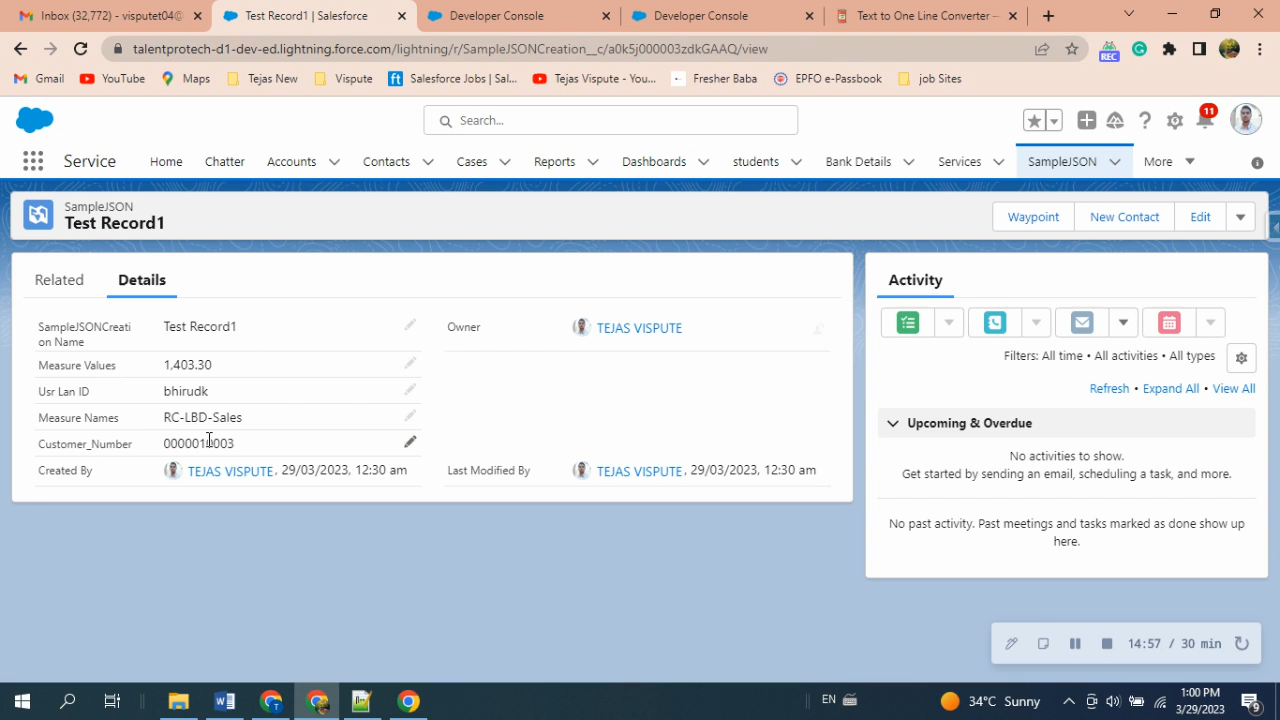 Inbox (32,772) - visputet04@
Test Record1 | Salesforce
Developer Console
Developer Console
Text to One Line Converter –
talentprotech-d1-dev-ed.lightning.force.com/lightning/r/SampleJSONCreation__c/a0k5j000003zdkGAAQ/view
REC
Gmail
YouTube
Maps
Tejas New
Vispute
Salesforce Jobs | Sal...
Tejas Vispute - You...
Fresher Baba
EPFO e-Passbook
job Sites
Search...
11
Service
Home
Chatter
Accounts
Contacts
Cases
Reports
Dashboards
students
Bank Details
Services
SampleJSON
More
SampleJSON
Test Record1
Waypoint
New Contact
Edit
Related
Details
SampleJSONCreati
on Name
Test Record1
Owner
TEJAS VISPUTE
Measure Values
1,403.30
Usr Lan ID
bhirudk
Measure Names
RC-LBD-Sales
Customer_Number
Created By
TEJAS VISPUTE, 29/03/2023, 12:30 am
Last Modified By
TEJAS VISPUTE, 29/03/2023, 12:30 am
Activity
Filters: All time • All activities • All types
Refresh • Expand All • View All
Upcoming & Overdue
No activities to show.
Get started by sending an email, scheduling a task, and more.
No past activity. Past meetings and tasks marked as done show up
here.
14:57 / 30 min
EN
34°C Sunny
1:00 PM
3/29/2023
9